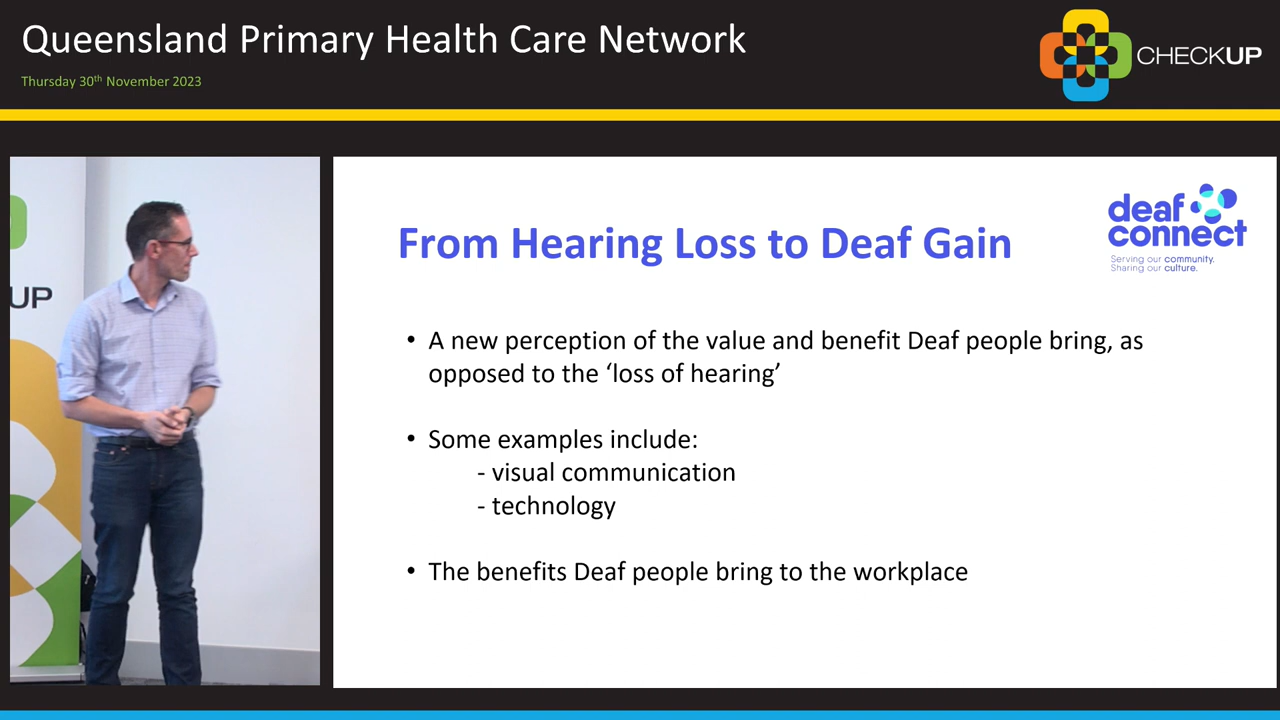 Queensland Primary Health Care Network
Thursday 30th November 2023
CHECKUP
UP
From Hearing Loss to Deaf Gain
deaf
connect
Serving our community.
Sharing our culture.
• A new perception of the value and benefit Deaf people bring, as
opposed to the ‘loss of hearing’
• Some examples include:
- visual communication
- technology
• The benefits Deaf people bring to the workplace